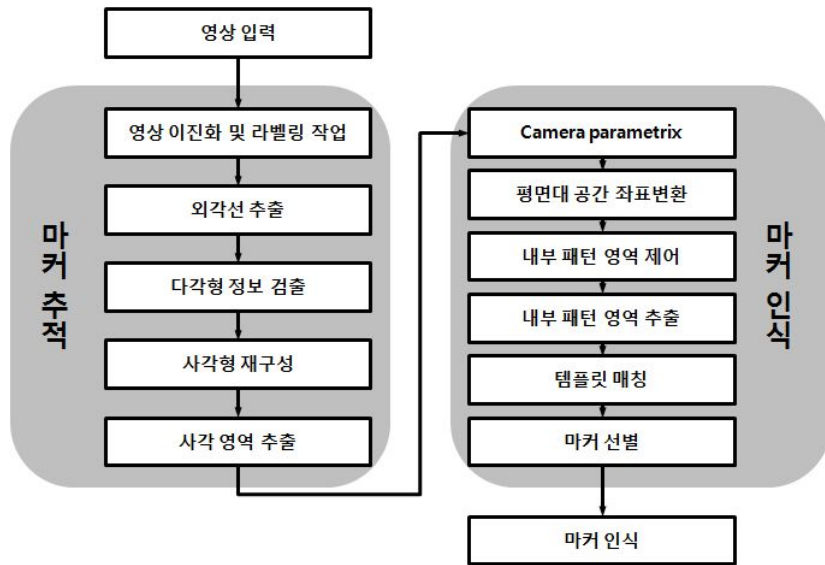 영상 입력
마커 추적
영상 이진화 및 라벨링 작업
외각선 추출
다각형 정보 검출
사각형 재구성
사각 영역 추출
마커 인식
Camera parametrix
평면대 공간 좌표변환
내부 패턴 영역 제어
내부 패턴 영역 추출
템플릿 매칭
마커 선별
마커 인식